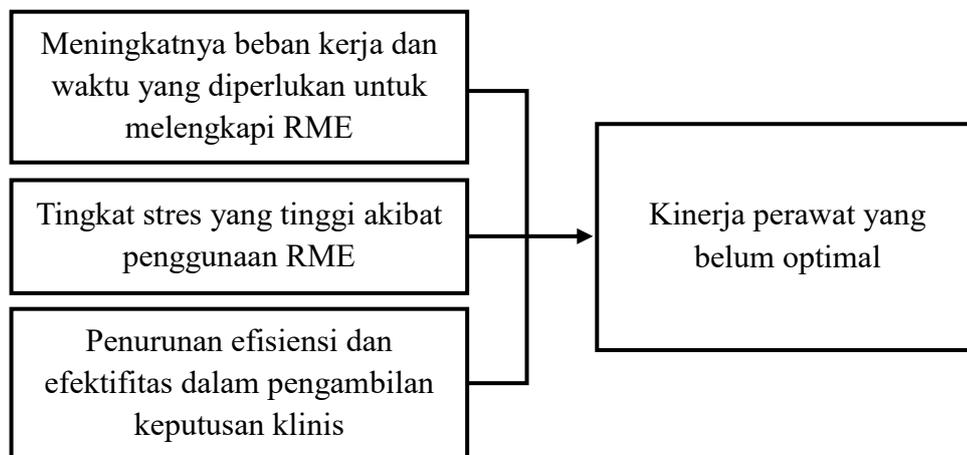 Meningkatnya beban kerja dan
waktu yang diperlukan untuk
melengkapi RME
Tingkat stres yang tinggi akibat
penggunaan RME
Penurunan efisiensi dan
efektifitas dalam pengambilan
keputusan klinis
Kinerja perawat yang
belum optimal